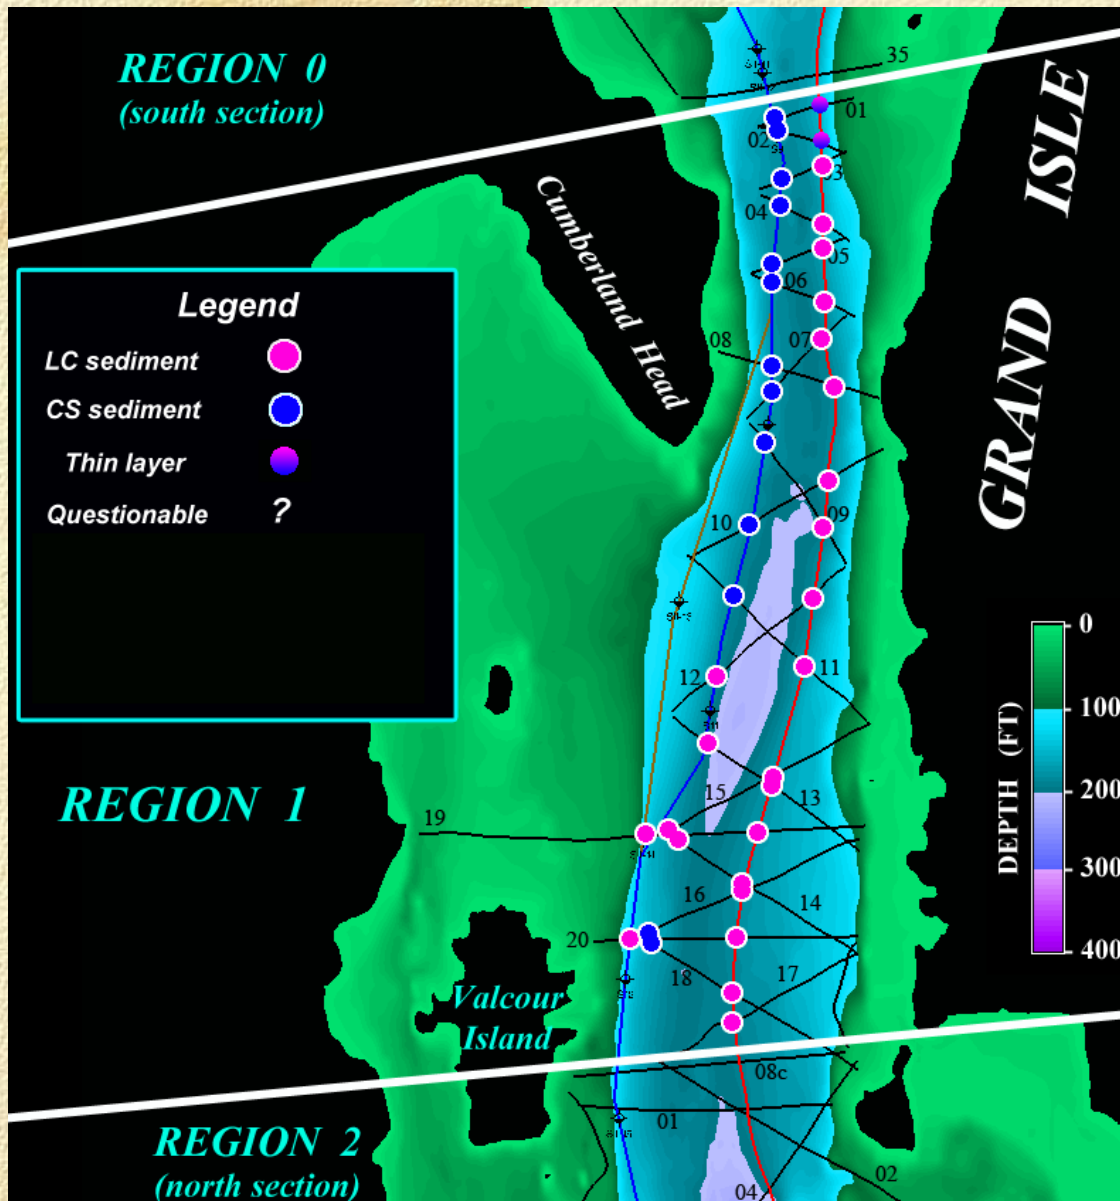 REGION 0
(south section)
35
01
02
03
04
05
06
07
08
09
10
11
12
13
14
15
16
17
18
19
20
Cumberland Head
GRAND ISLE
Legend
LC sediment
CS sediment
Thin layer
Questionable ?
DEPTH (FT)
0
100
200
300
400
REGION 1
Valcour
Island
08c
01
02
04
REGION 2
(north section)